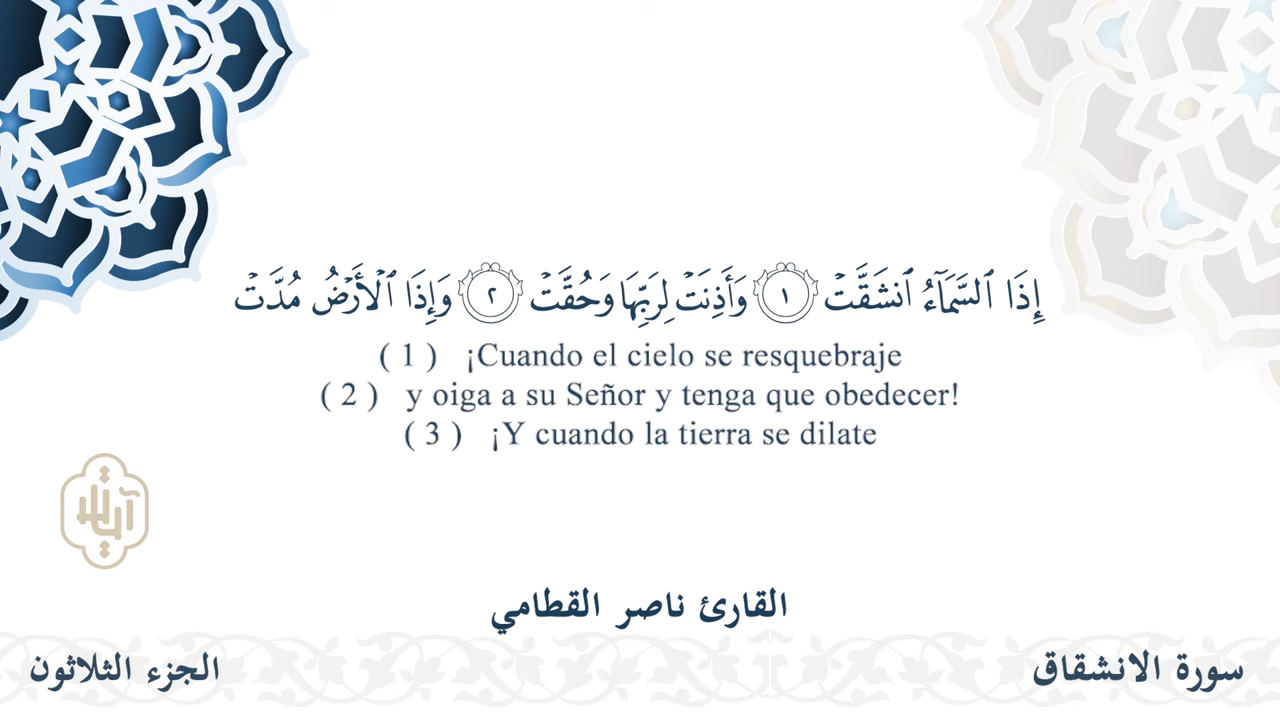 إِذَا ٱلسَّمَآءُ ٱنشَقَّتۡ ١ وَأَذِنَتۡ لِرَبِّهَا وَحُقَّتۡ ٢ وَإِذَا ٱلۡأَرۡضُ مُدَّتۡ
( 1 ) ¡Cuando el cielo se resquebraje
( 2 ) y oiga a su Señor y tenga que obedecer!
( 3 ) ¡Y cuando la tierra se dilate
القارئ ناصر القطامي
سورة الانشقاق
الجزء الثلاثون